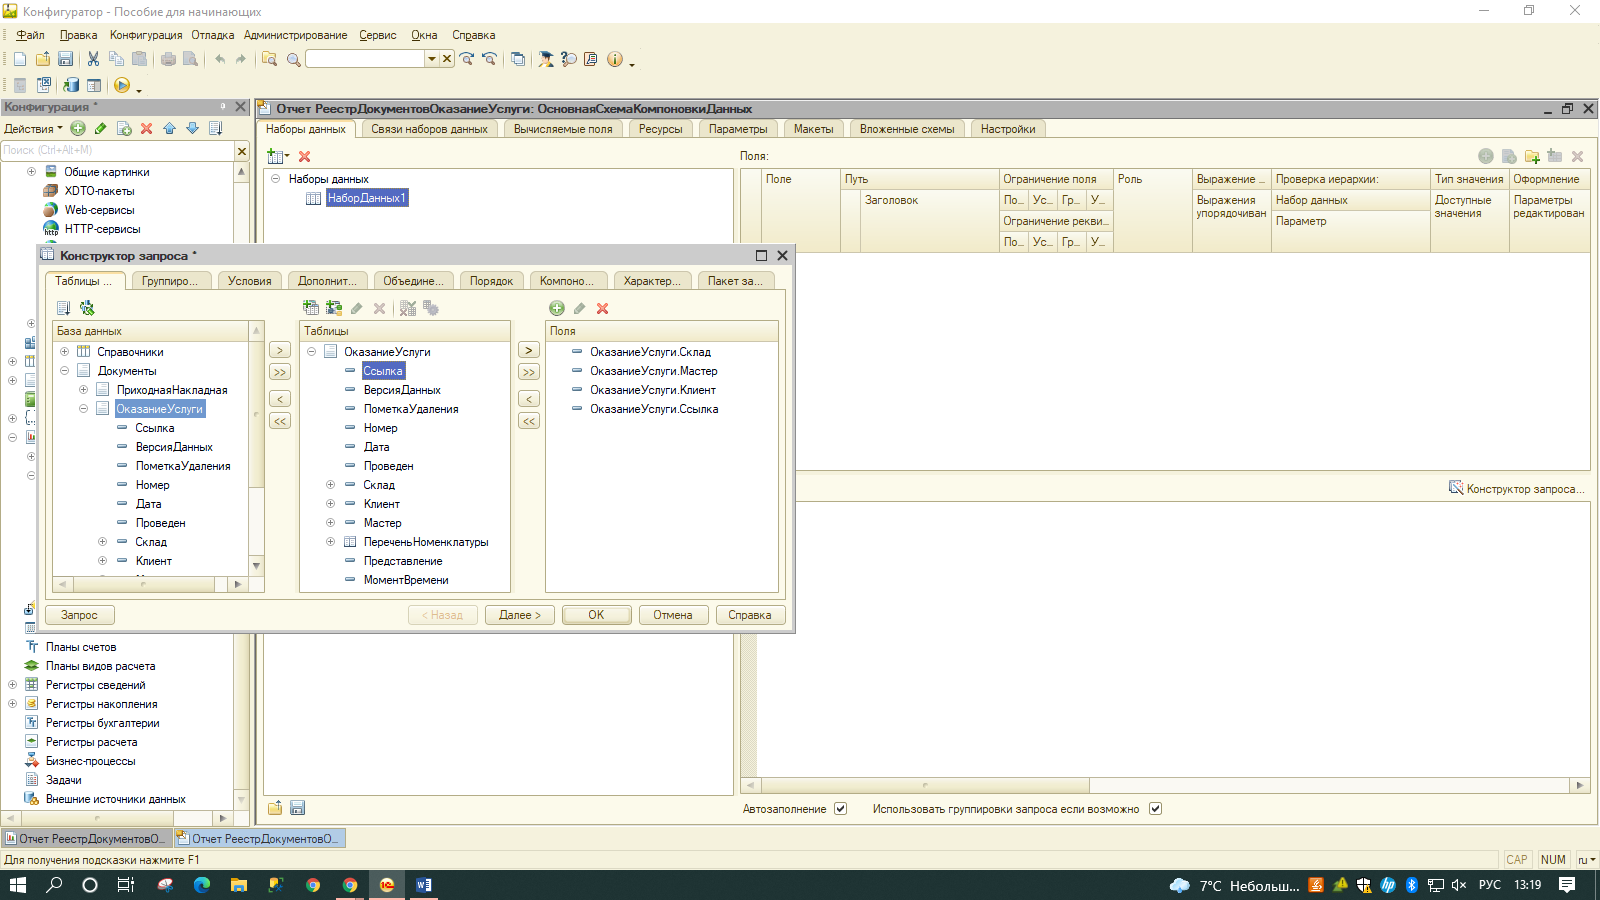 Конфигуратор - Пособие для начинающих
Файл Правка Конфигурация Отладка Администрирование Сервис Окна Справка
Конфигурация *
Действия
Поиск (Ctrl+Alt+M)
Общие картинки
XDTO-пакеты
Web-сервисы
HTTP-сервисы
Отчет РеестрДокументовОказаниеУслуги: ОсновнаяСхемаКомпоновкиДанных
Наборы данных Связи наборов данных Вычисляемые поля Ресурсы Параметры Макеты Вложенные схемы Настройки
Наборы данных
НаборДанных1
Поля:
Поле Путь Ограничение поля Роль Выражение ... Проверка иерархии: Тип значения Оформление
Заголовок По... Ус... Гр... У... Выражения упорядочиван Набор данных Доступные значения Параметры редактирован
Ограничение рекви... Параметр
По... Ус... Гр... У...
Конструктор запроса *
Таблицы ... Группиро... Условия Дополнит... Объедине... Порядок Компоно... Характер... Пакет за...
База данных
Справочники
Документы
ПриходнаяНакладная
ОказаниеУслуги
Ссылка
ВерсияДанных
ПометкаУдаления
Номер
Дата
Проведен
Склад
Клиент
Таблицы
ОказаниеУслуги
Ссылка
ВерсияДанных
ПометкаУдаления
Номер
Дата
Проведен
Склад
Клиент
Мастер
ПереченьНоменклатуры
Представление
МоментВремени
>
>>
<
<<
>
>>
<
<<
Поля
ОказаниеУслуги.Склад
ОказаниеУслуги.Мастер
ОказаниеУслуги.Клиент
ОказаниеУслуги.Ссылка
Запрос < Назад Далее > OK Отмена Справка
Конструктор запроса...
Планы счетов
Планы видов расчета
Регистры сведений
Регистры накопления
Регистры бухгалтерии
Регистры расчета
Бизнес-процессы
Задачи
Внешние источники данных
Автозаполнение Использовать группировки запроса если возможно
Отчет РеестрДокументовО... Отчет РеестрДокументовО...
Для получения подсказки нажмите F1 CAP NUM ru
7°C Небольш... РУС 13:19